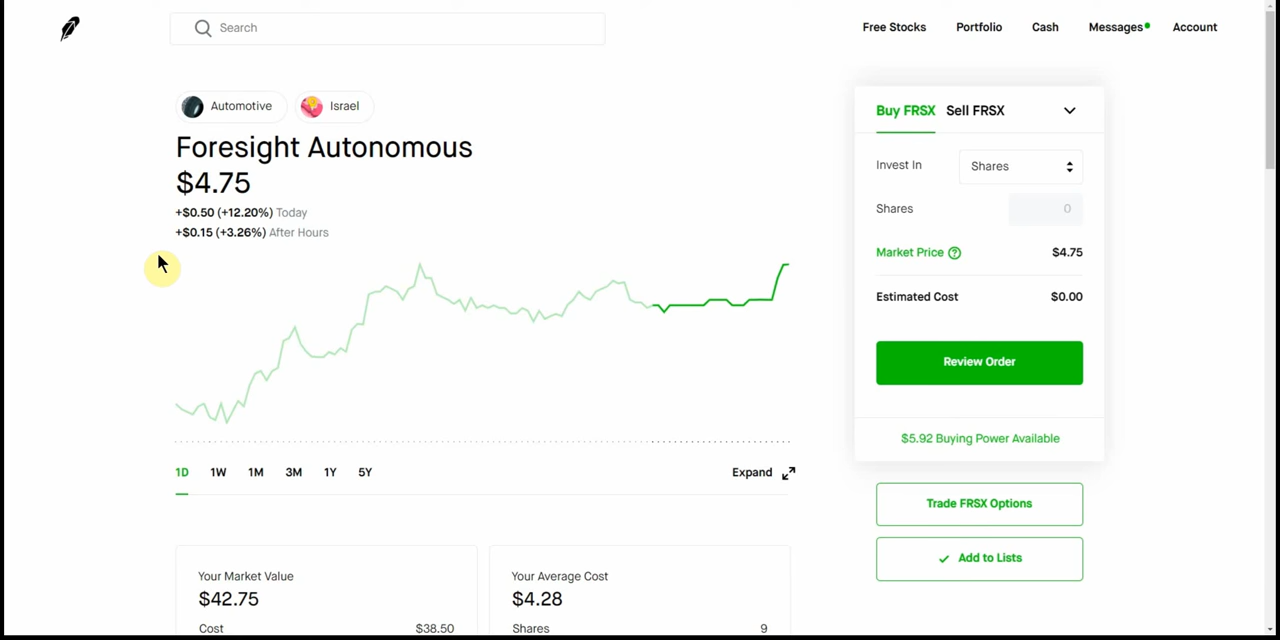 Search
Free Stocks
Portfolio
Cash
Messages
Account
Automotive
Israel
Foresight Autonomous
$4.75
+$0.50 (+12.20%) Today
+$0.15 (+3.26%) After Hours
1D
1W
1M
3M
1Y
5Y
Expand
Your Market Value
$42.75
Cost
$38.50
Your Average Cost
$4.28
Shares
9
Buy FRSX
Sell FRSX
Invest In
Shares
Shares
0
Market Price ?
$4.75
Estimated Cost
$0.00
Review Order
$5.92 Buying Power Available
Trade FRSX Options
Add to Lists